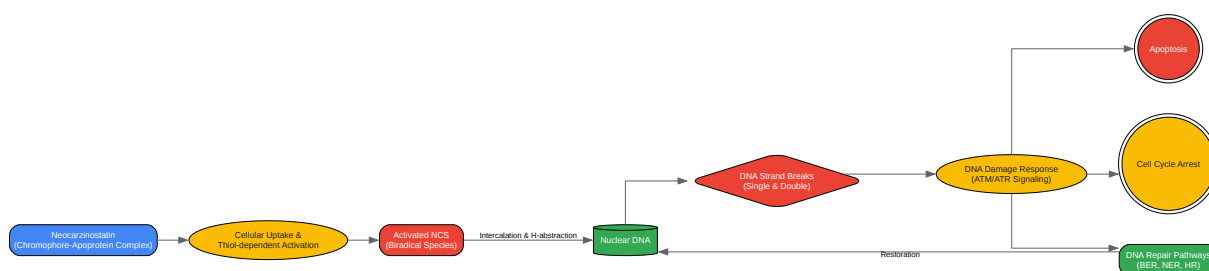 Neocarzinostatin
(Chromophore-Apoprotein Complex)
Cellular Uptake &
Thiol-dependent Activation
Activated NCS
(Biradical Species)
Intercalation & H-abstraction
Nuclear DNA
DNA Strand Breaks
(Single & Double)
DNA Damage Response
(ATM/ATR Signaling)
Apoptosis
Cell Cycle Arrest
DNA Repair Pathways
(BER, NER, HR)
Restoration